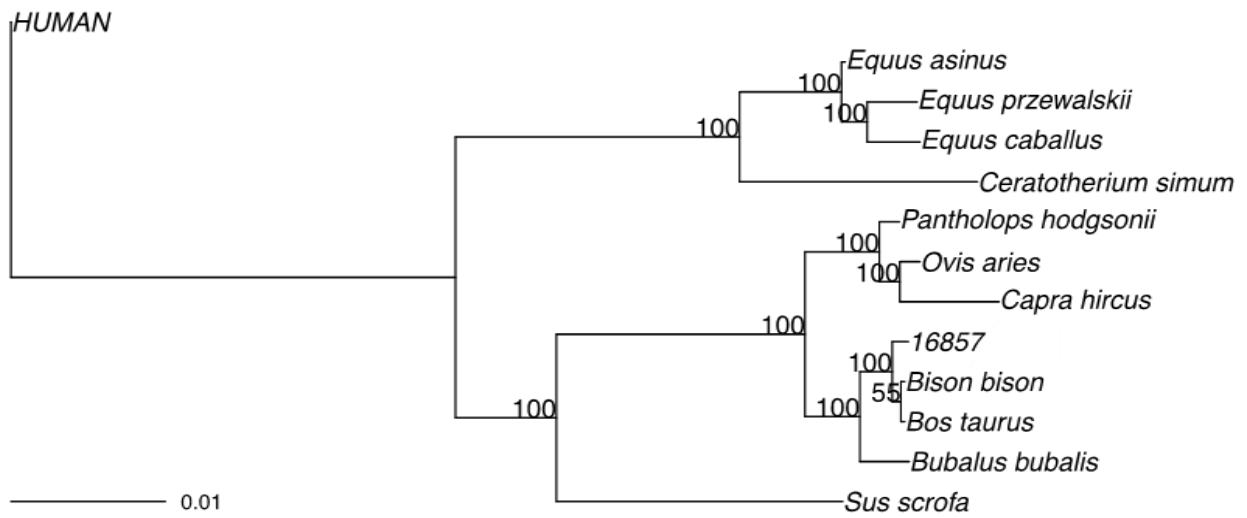 HUMAN
Equus asinus
100
Equus przewalskii
100
Equus caballus
100
Ceratotherium simum
Pantholops hodgsonii
100
Ovis aries
100
Capra hircus
100
16857
100
Bison bison
55
Bos taurus
100
100
Bubalus bubalis
Sus scrofa
0.01